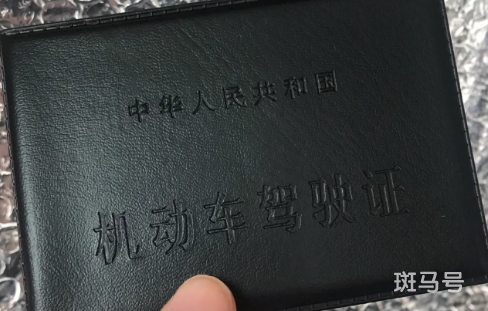 中华人民共和国
机动车驾驶证
斑马号